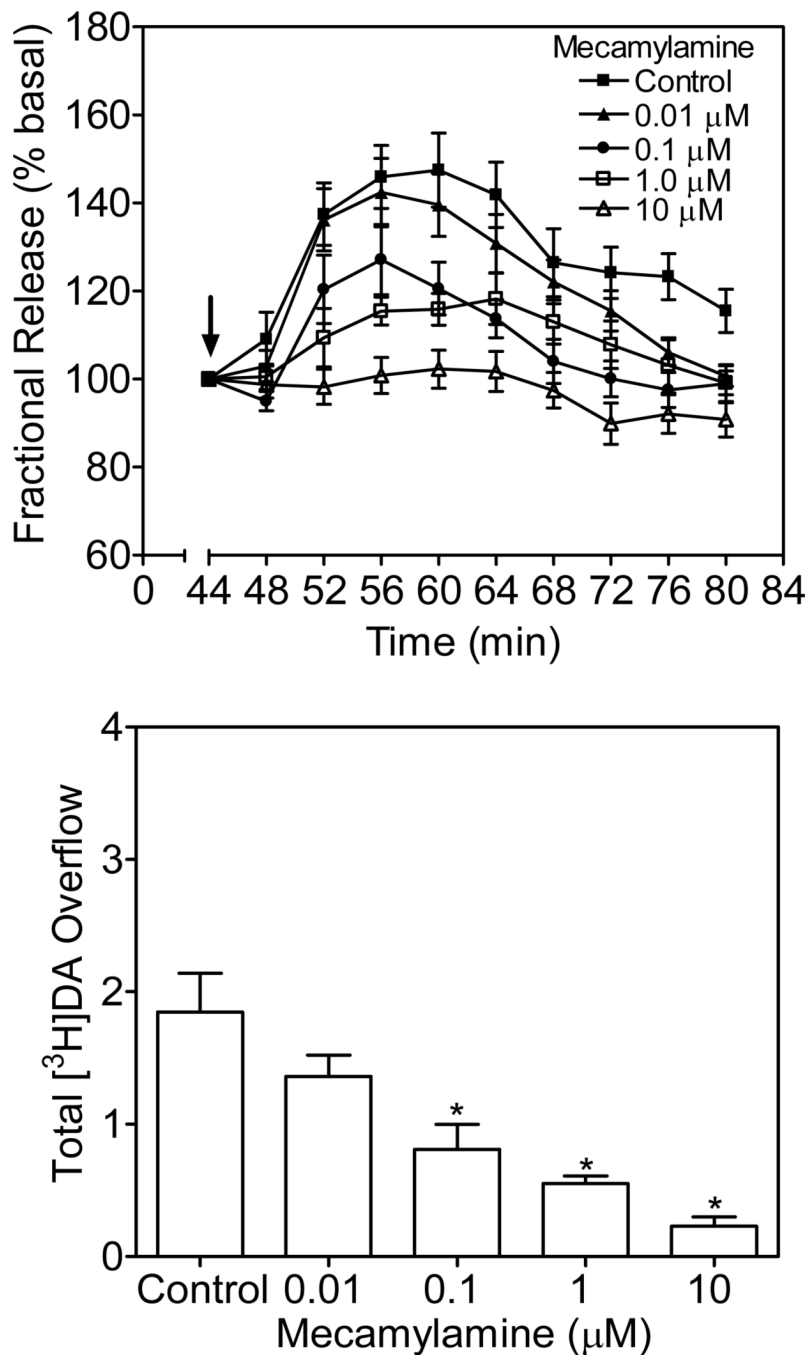 180
160
140
120
100
80
60
Fractional Release (% basal)
Mecamylamine
Control
0.01 μM
0.1 μM
1.0 μM
10 μM
0 44 48 52 56 60 64 68 72 76 80 84
Time (min)
4
3
2
1
0
Total [³H]DA Overflow
*
*
*
Control 0.01 0.1 1 10
Mecamylamine (μM)